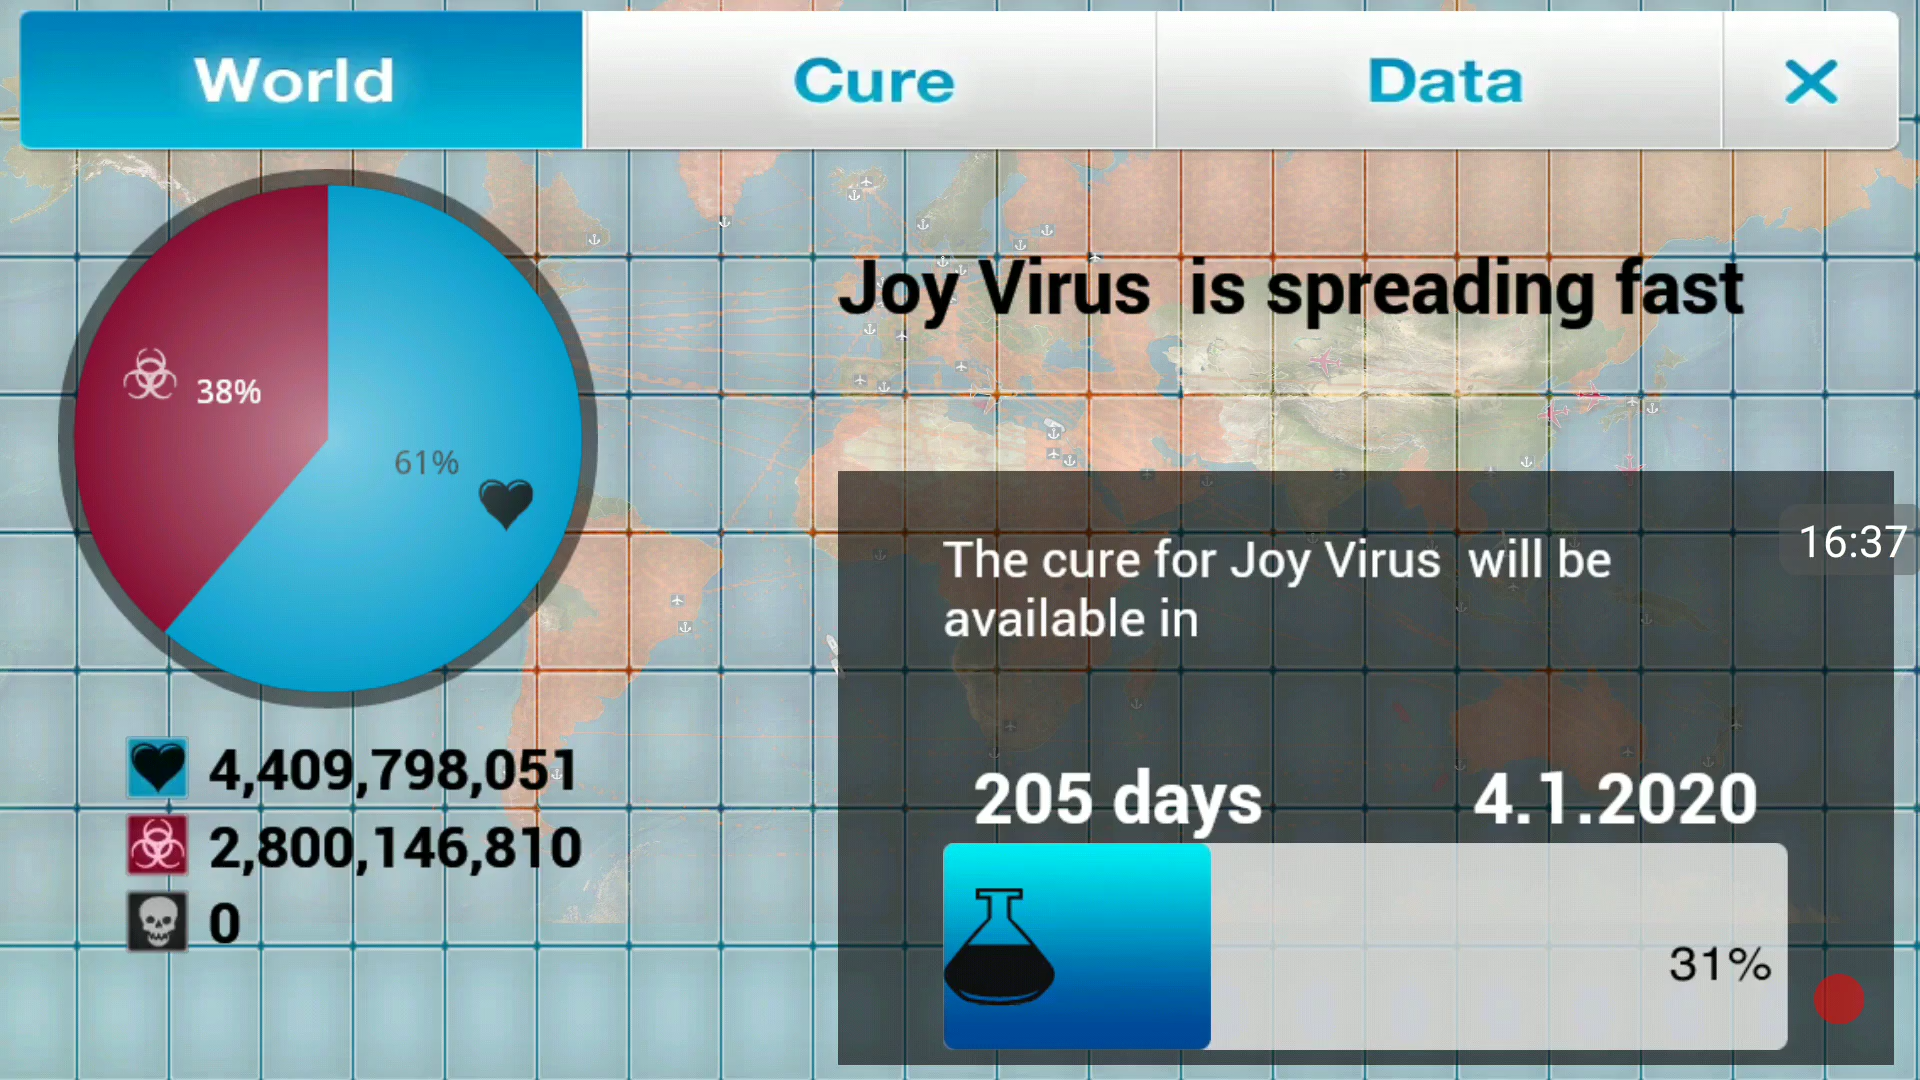 World
Cure
Data
38%
61%
Joy Virus is spreading fast
The cure for Joy Virus will be
available in
16:37
205 days
4.1.2020
31%
4,409,798,051
2,800,146,810
0